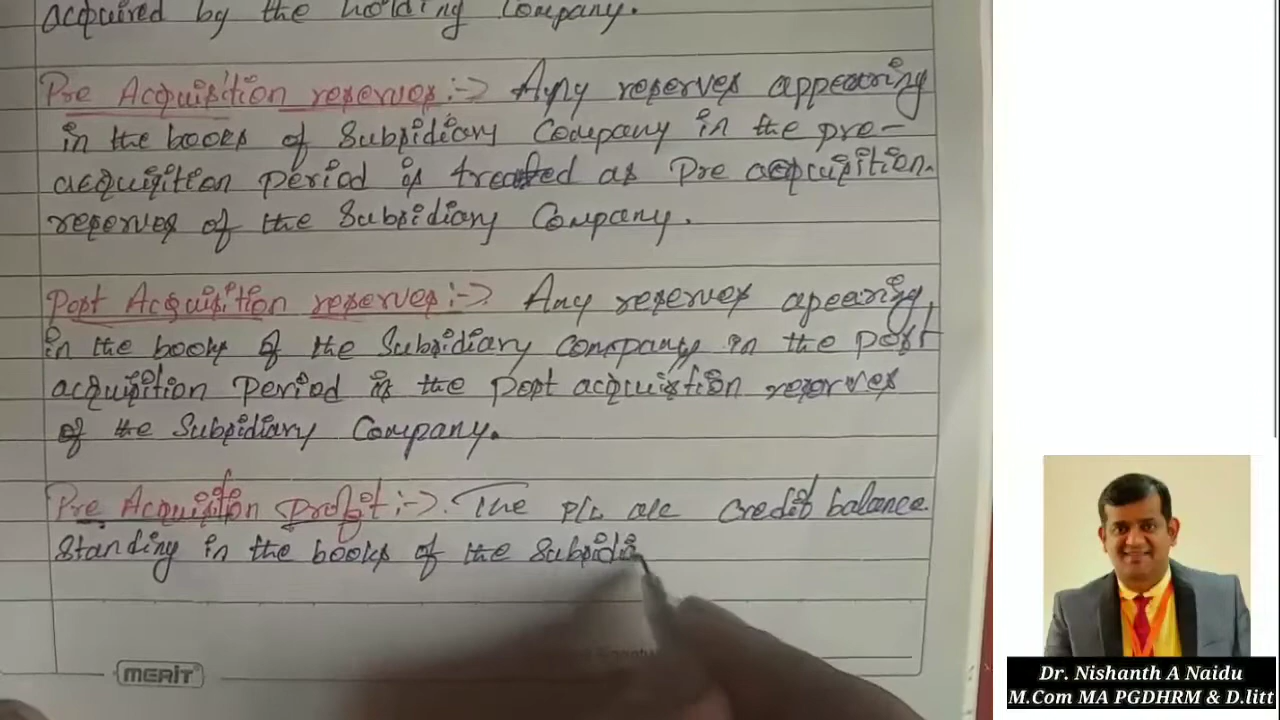 acquired by the holding Company.
Pre Acquisition reserves :-> Any reserves appearing
in the books of Subsidiary Company in the pre-
acquisition period is treated as Pre acquisition.
reserves of the Subsidiary Company.
Post Acquisition reserves :-> Any reserves apearing
in the books of the Subsidiary company in the post
acquisition Period is the post acquisition reserves
of the Subsidiary Company.
Pre Acquisition Profit :-> The P/L a/c credit balance.
Standing in the books of the Subsidi
MERIT
Dr. Nishanth A Naidu
M.Com MA PGDHRM & D.litt